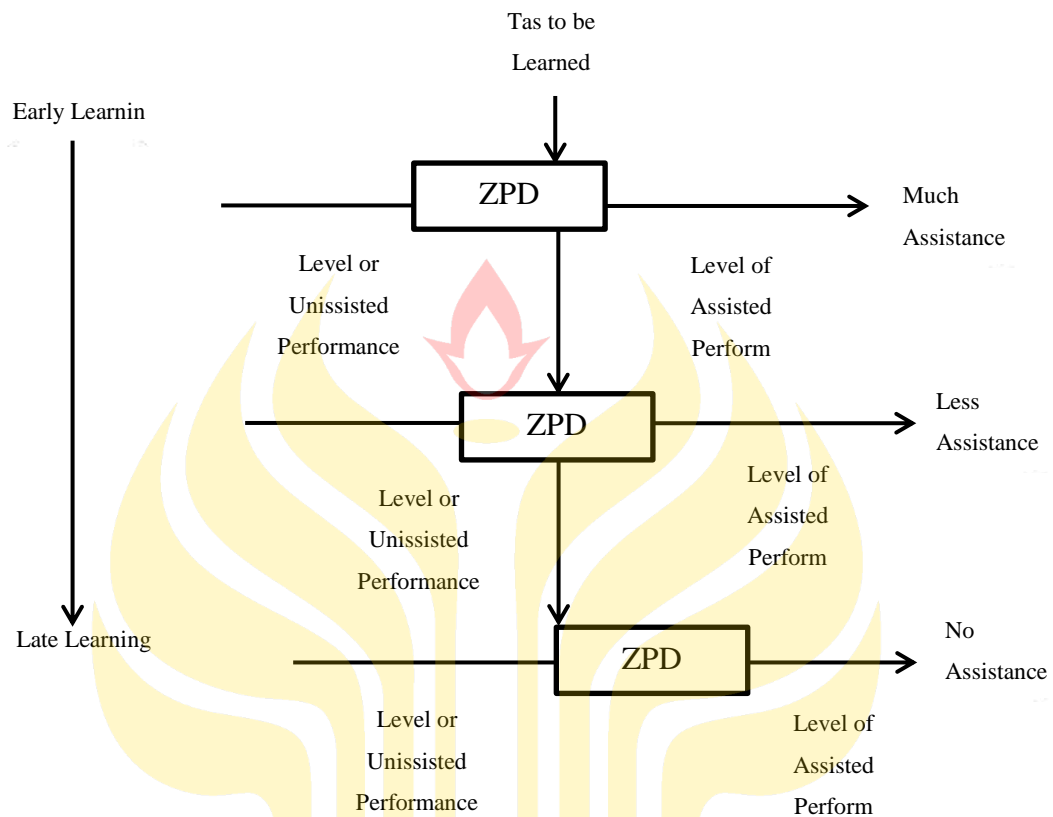 Tas to be
Learned
Early Learnin
ZPD
Much
Assistance
Level or
Unissisted
Performance
Level of
Assisted
Perform
ZPD
Less
Assistance
Level or
Unissisted
Performance
Level of
Assisted
Perform
Late Learning
ZPD
No
Assistance
Level or
Unissisted
Performance
Level of
Assisted
Perform